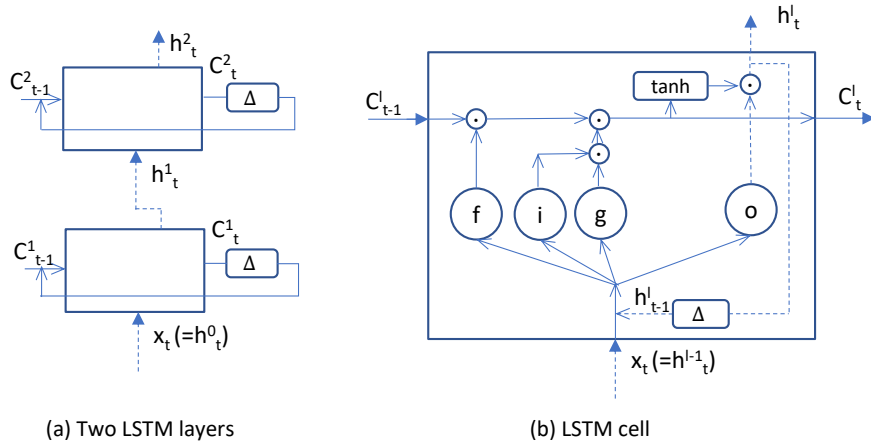 h²ₜ
C²ₜ₋₁
C²ₜ
Δ
h¹ₜ
C¹ₜ₋₁
C¹ₜ
Δ
xₜ (=h⁰ₜ)
(a) Two LSTM layers
hˡₜ
Cˡₜ₋₁
tanh
Cˡₜ
f
i
g
o
hˡₜ₋₁
Δ
xₜ (=hˡ⁻¹ₜ)
(b) LSTM cell